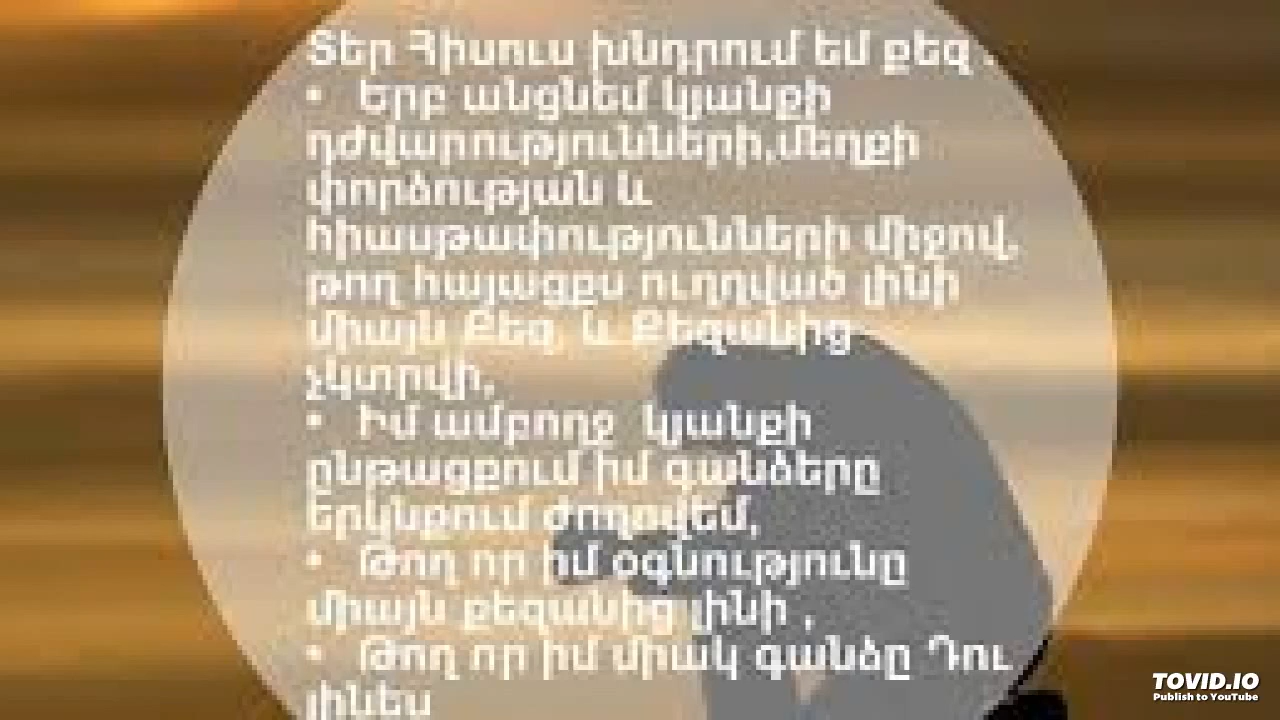 Տեր Հիսուս խնդրում եմ քեզ .
• Երբ անցնեմ կյանքի
դժվարությունների,մեղքի
փորձության և
հիասթափությունների միջով,
թող հայացքս ուղղված լինի
միայն Քեզ, և Քեզանից
չկտրվի,
• Իմ ամբողջ կյանքի
ընթացքում իմ գանձերը
երկնքում ժողովեմ,
• Թող որ իմ օգնությունը
միայն քեզանից լինի ,
• Թող որ իմ միակ գանձը Դու
լինես
TOVID.IO
Publish to YouTube